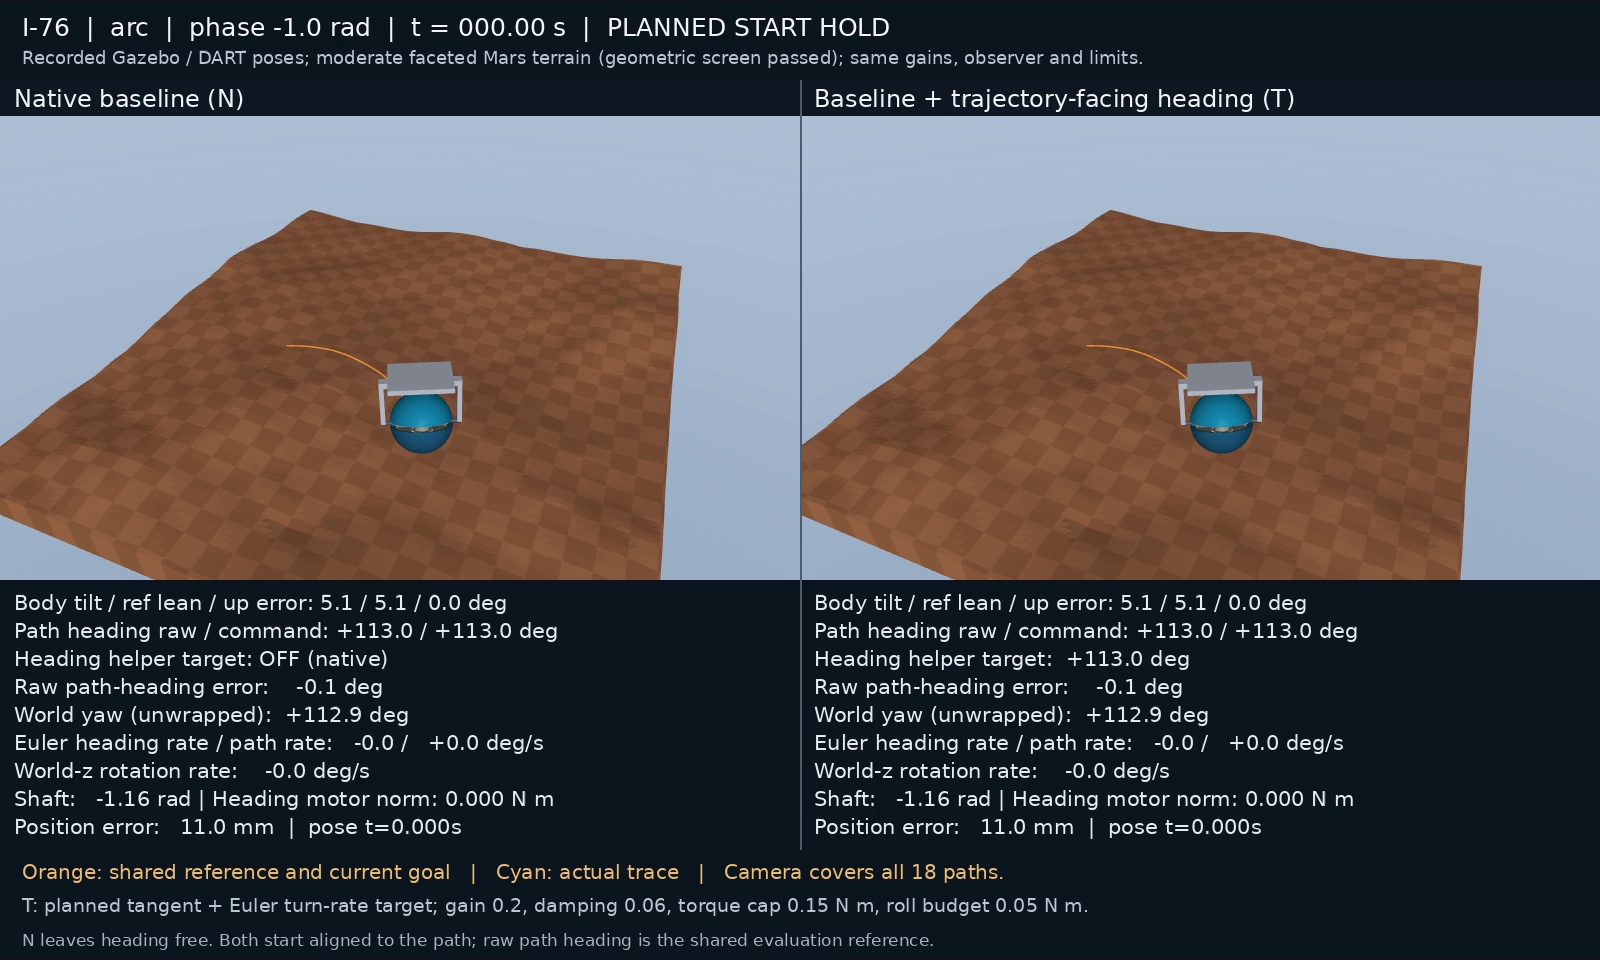 I-76 | arc | phase -1.0 rad | t = 000.00 s | PLANNED START HOLD
Recorded Gazebo / DART poses; moderate faceted Mars terrain (geometric screen passed); same gains, observer and limits.
Native baseline (N)
Body tilt / ref lean / up error: 5.1 / 5.1 / 0.0 deg
Path heading raw / command: +113.0 / +113.0 deg
Heading helper target: OFF (native)
Raw path-heading error: -0.1 deg
World yaw (unwrapped): +112.9 deg
Euler heading rate / path rate: -0.0 / +0.0 deg/s
World-z rotation rate: -0.0 deg/s
Shaft: -1.16 rad | Heading motor norm: 0.000 N m
Position error: 11.0 mm | pose t=0.000s
Baseline + trajectory-facing heading (T)
Body tilt / ref lean / up error: 5.1 / 5.1 / 0.0 deg
Path heading raw / command: +113.0 / +113.0 deg
Heading helper target: +113.0 deg
Raw path-heading error: -0.1 deg
World yaw (unwrapped): +112.9 deg
Euler heading rate / path rate: -0.0 / +0.0 deg/s
World-z rotation rate: -0.0 deg/s
Shaft: -1.16 rad | Heading motor norm: 0.000 N m
Position error: 11.0 mm | pose t=0.000s
Orange: shared reference and current goal | Cyan: actual trace | Camera covers all 18 paths.
T: planned tangent + Euler turn-rate target; gain 0.2, damping 0.06, torque cap 0.15 N m, roll budget 0.05 N m.
N leaves heading free. Both start aligned to the path; raw path heading is the shared evaluation reference.